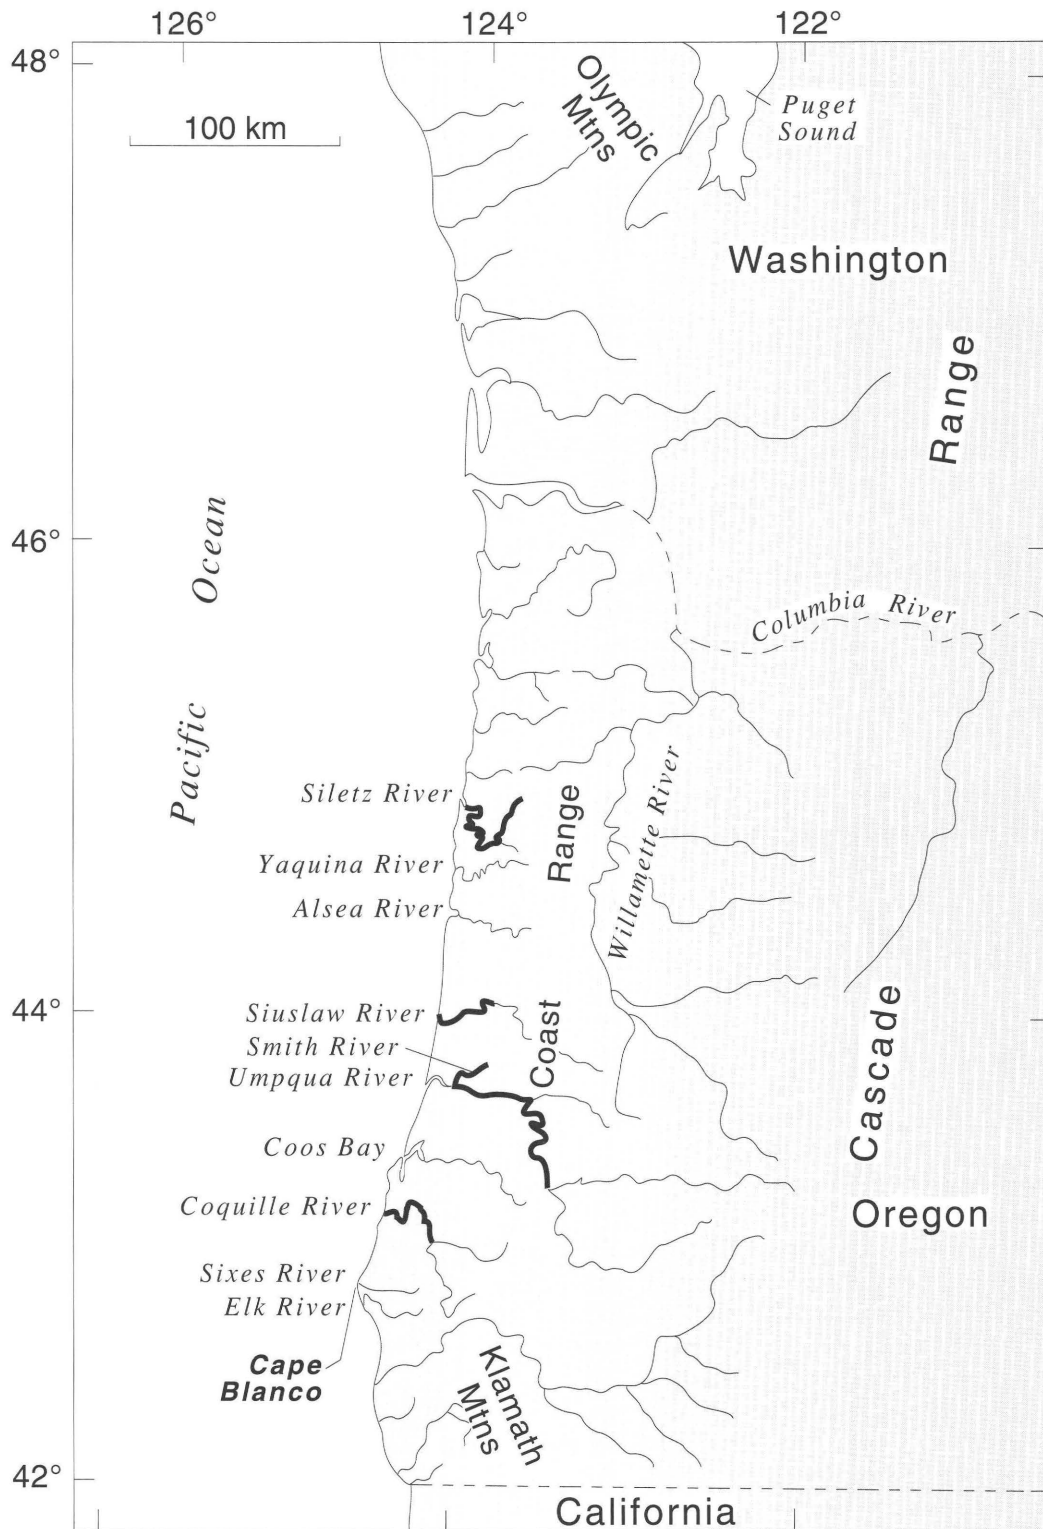 126° 124° 122°
48°
100 km
Olympic
Mtns
Puget
Sound
Washington
Range
46°
Pacific Ocean
Columbia River
Siletz River
Range
Willamette River
Yaquina River
Alsea River
44°
Siuslaw River
Smith River
Coast
Umpqua River
Cascade
Coos Bay
Coquille River
Oregon
Sixes River
Elk River
Cape
Blanco
Klamath
Mtns
42°
California